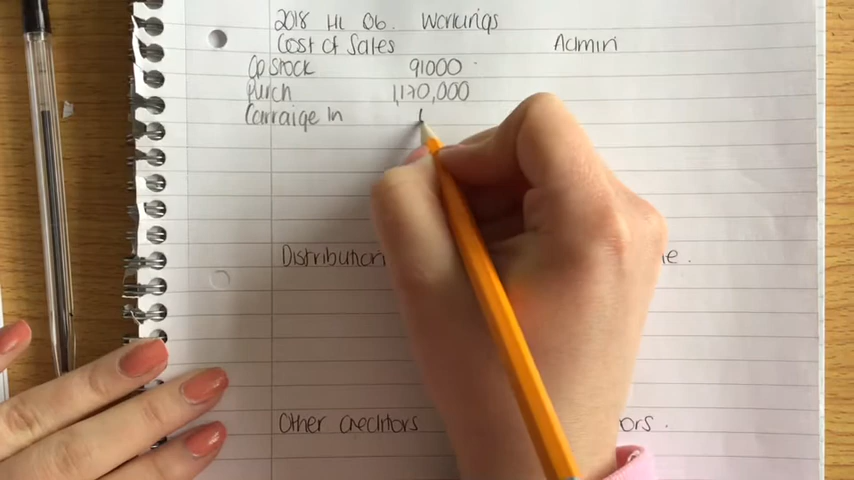 2018 HL Q6. Workings
Cost of Sales Admin
Op Stock 91000
Purch 1,170,000
Carraige In
Distribution
Other Creditors